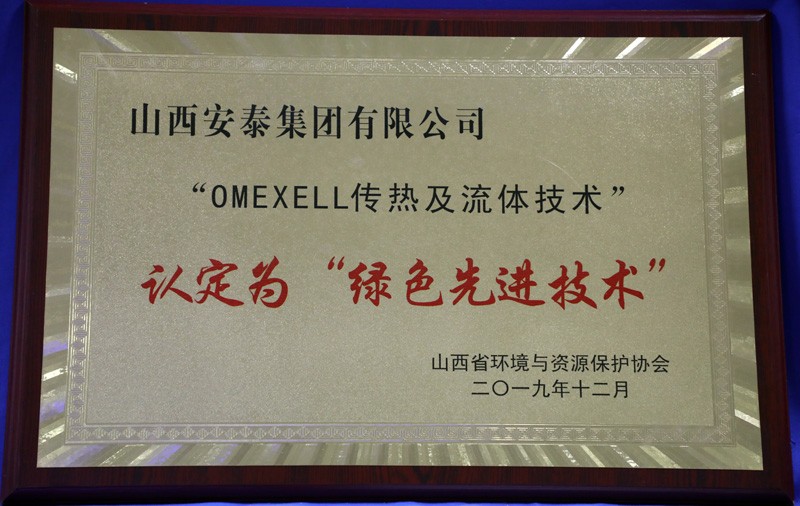 山西安泰集团有限公司
“OMEXELL传热及流体技术”
认定为“绿色先进技术”
山西省环境与资源保护协会
二〇一九年十二月